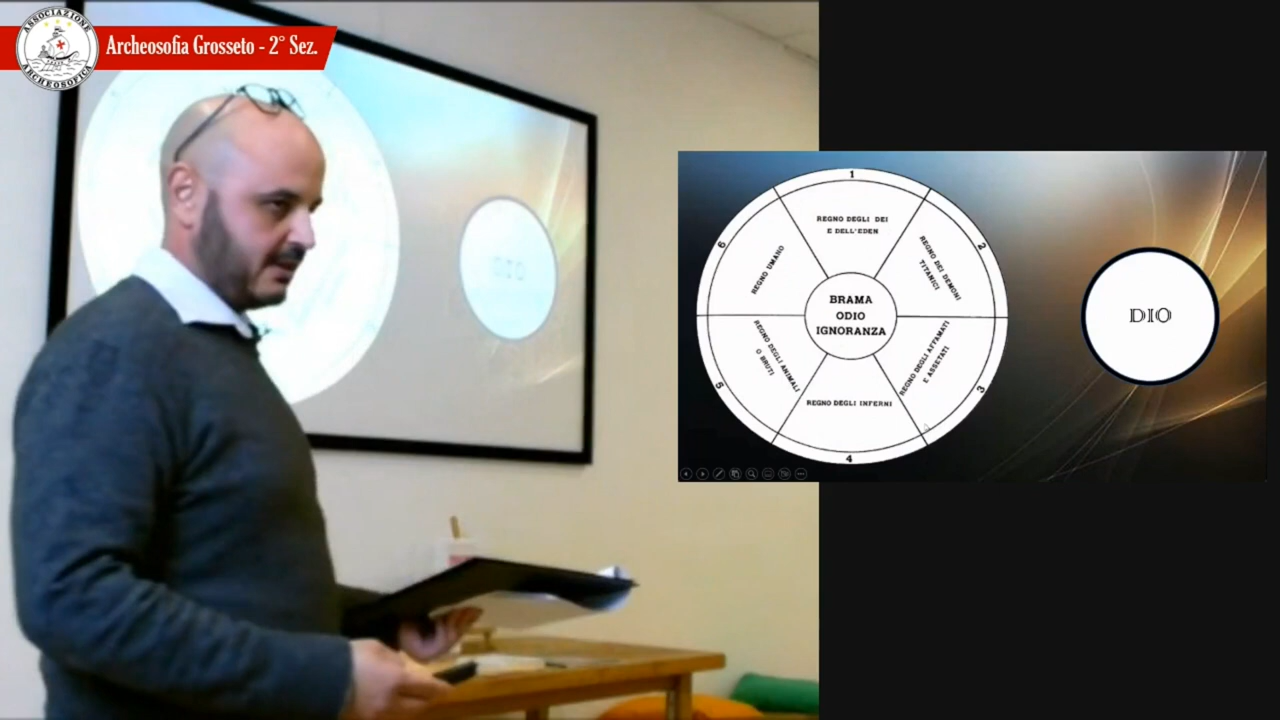 ASSOCIAZIONE
ARCHEOSOFICA
Archeosofia Grosseto - 2° Sez.
DIO
1
REGNO DEGLI DEI
E DELL'EDEN
2
REGNO DEI DEMONI
TITANICI
3
REGNO DEGLI AFFAMATI
E ASSETATI
4
REGNO DEGLI INFERNI
5
REGNO DEGLI ANIMALI
O BRUTI
6
REGNO UMANO
BRAMA
ODIO
IGNORANZA
DIO